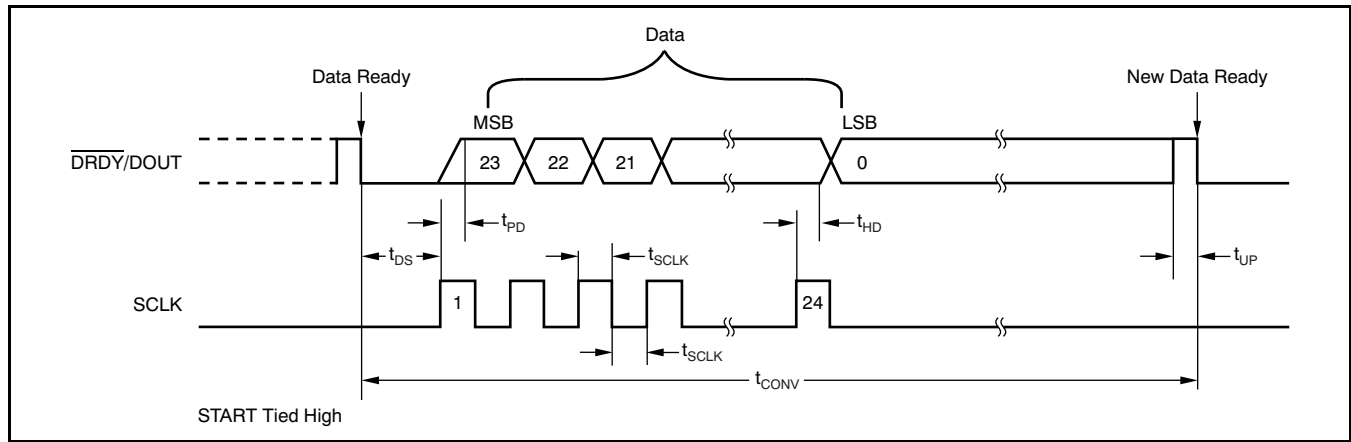 Data
Data Ready
New Data Ready
MSB
LSB
DRDY/DOUT
23
22
21
0
tPD
tHD
tDS
tSCLK
tUP
SCLK
1
24
tSCLK
tCONV
START Tied High